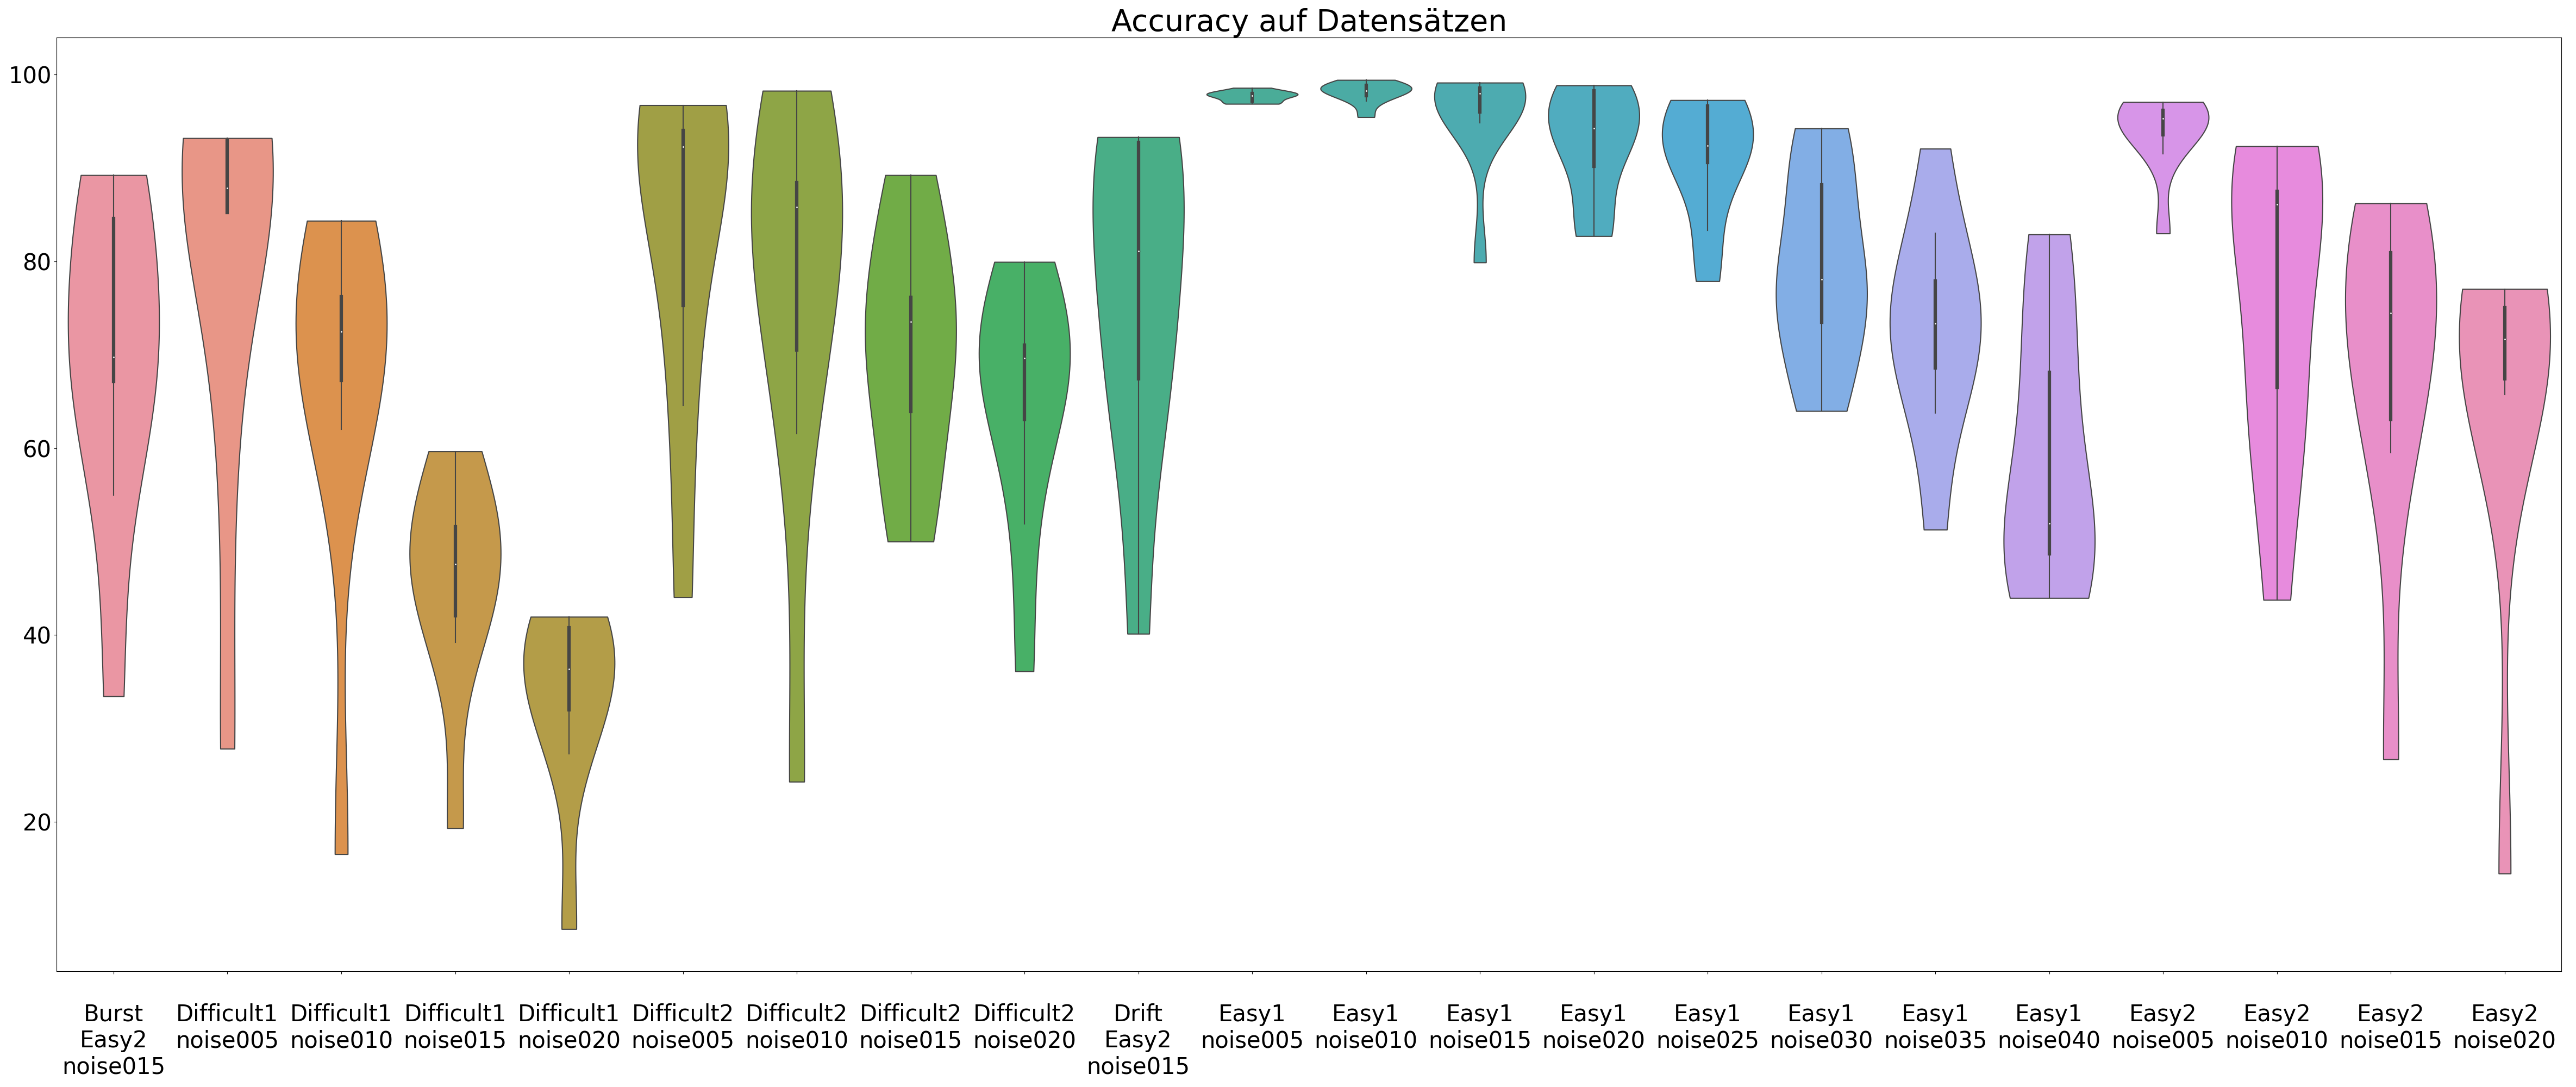 Accuracy auf Datensätzen
100
80
60
40
20
Burst
Easy2
noise015
Difficult1
noise005
Difficult1
noise010
Difficult1
noise015
Difficult1
noise020
Difficult2
noise005
Difficult2
noise010
Difficult2
noise015
Difficult2
noise020
Drift
Easy2
noise015
Easy1
noise005
Easy1
noise010
Easy1
noise015
Easy1
noise020
Easy1
noise025
Easy1
noise030
Easy1
noise035
Easy1
noise040
Easy2
noise005
Easy2
noise010
Easy2
noise015
Easy2
noise020